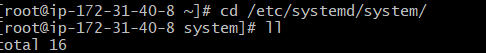 [root@ip-172-31-40-8 ~]# cd /etc/systemd/system/
[root@ip-172-31-40-8 system]# ll
total 16